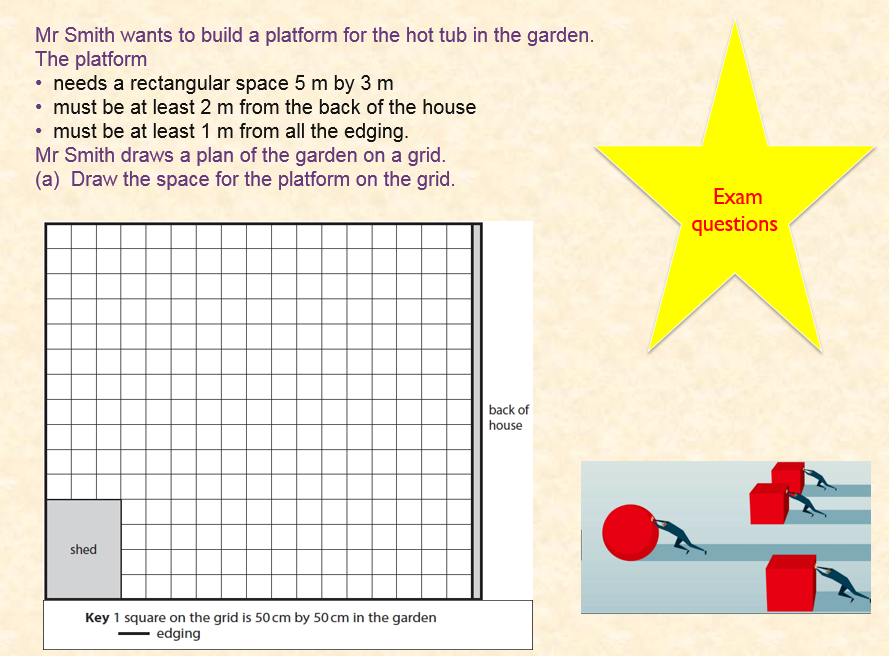 Mr Smith wants to build a platform for the hot tub in the garden.
The platform
• needs a rectangular space 5 m by 3 m
• must be at least 2 m from the back of the house
• must be at least 1 m from all the edging.
Mr Smith draws a plan of the garden on a grid.
(a) Draw the space for the platform on the grid.
Exam
questions
back of
house
shed
Key 1 square on the grid is 50 cm by 50 cm in the garden
edging